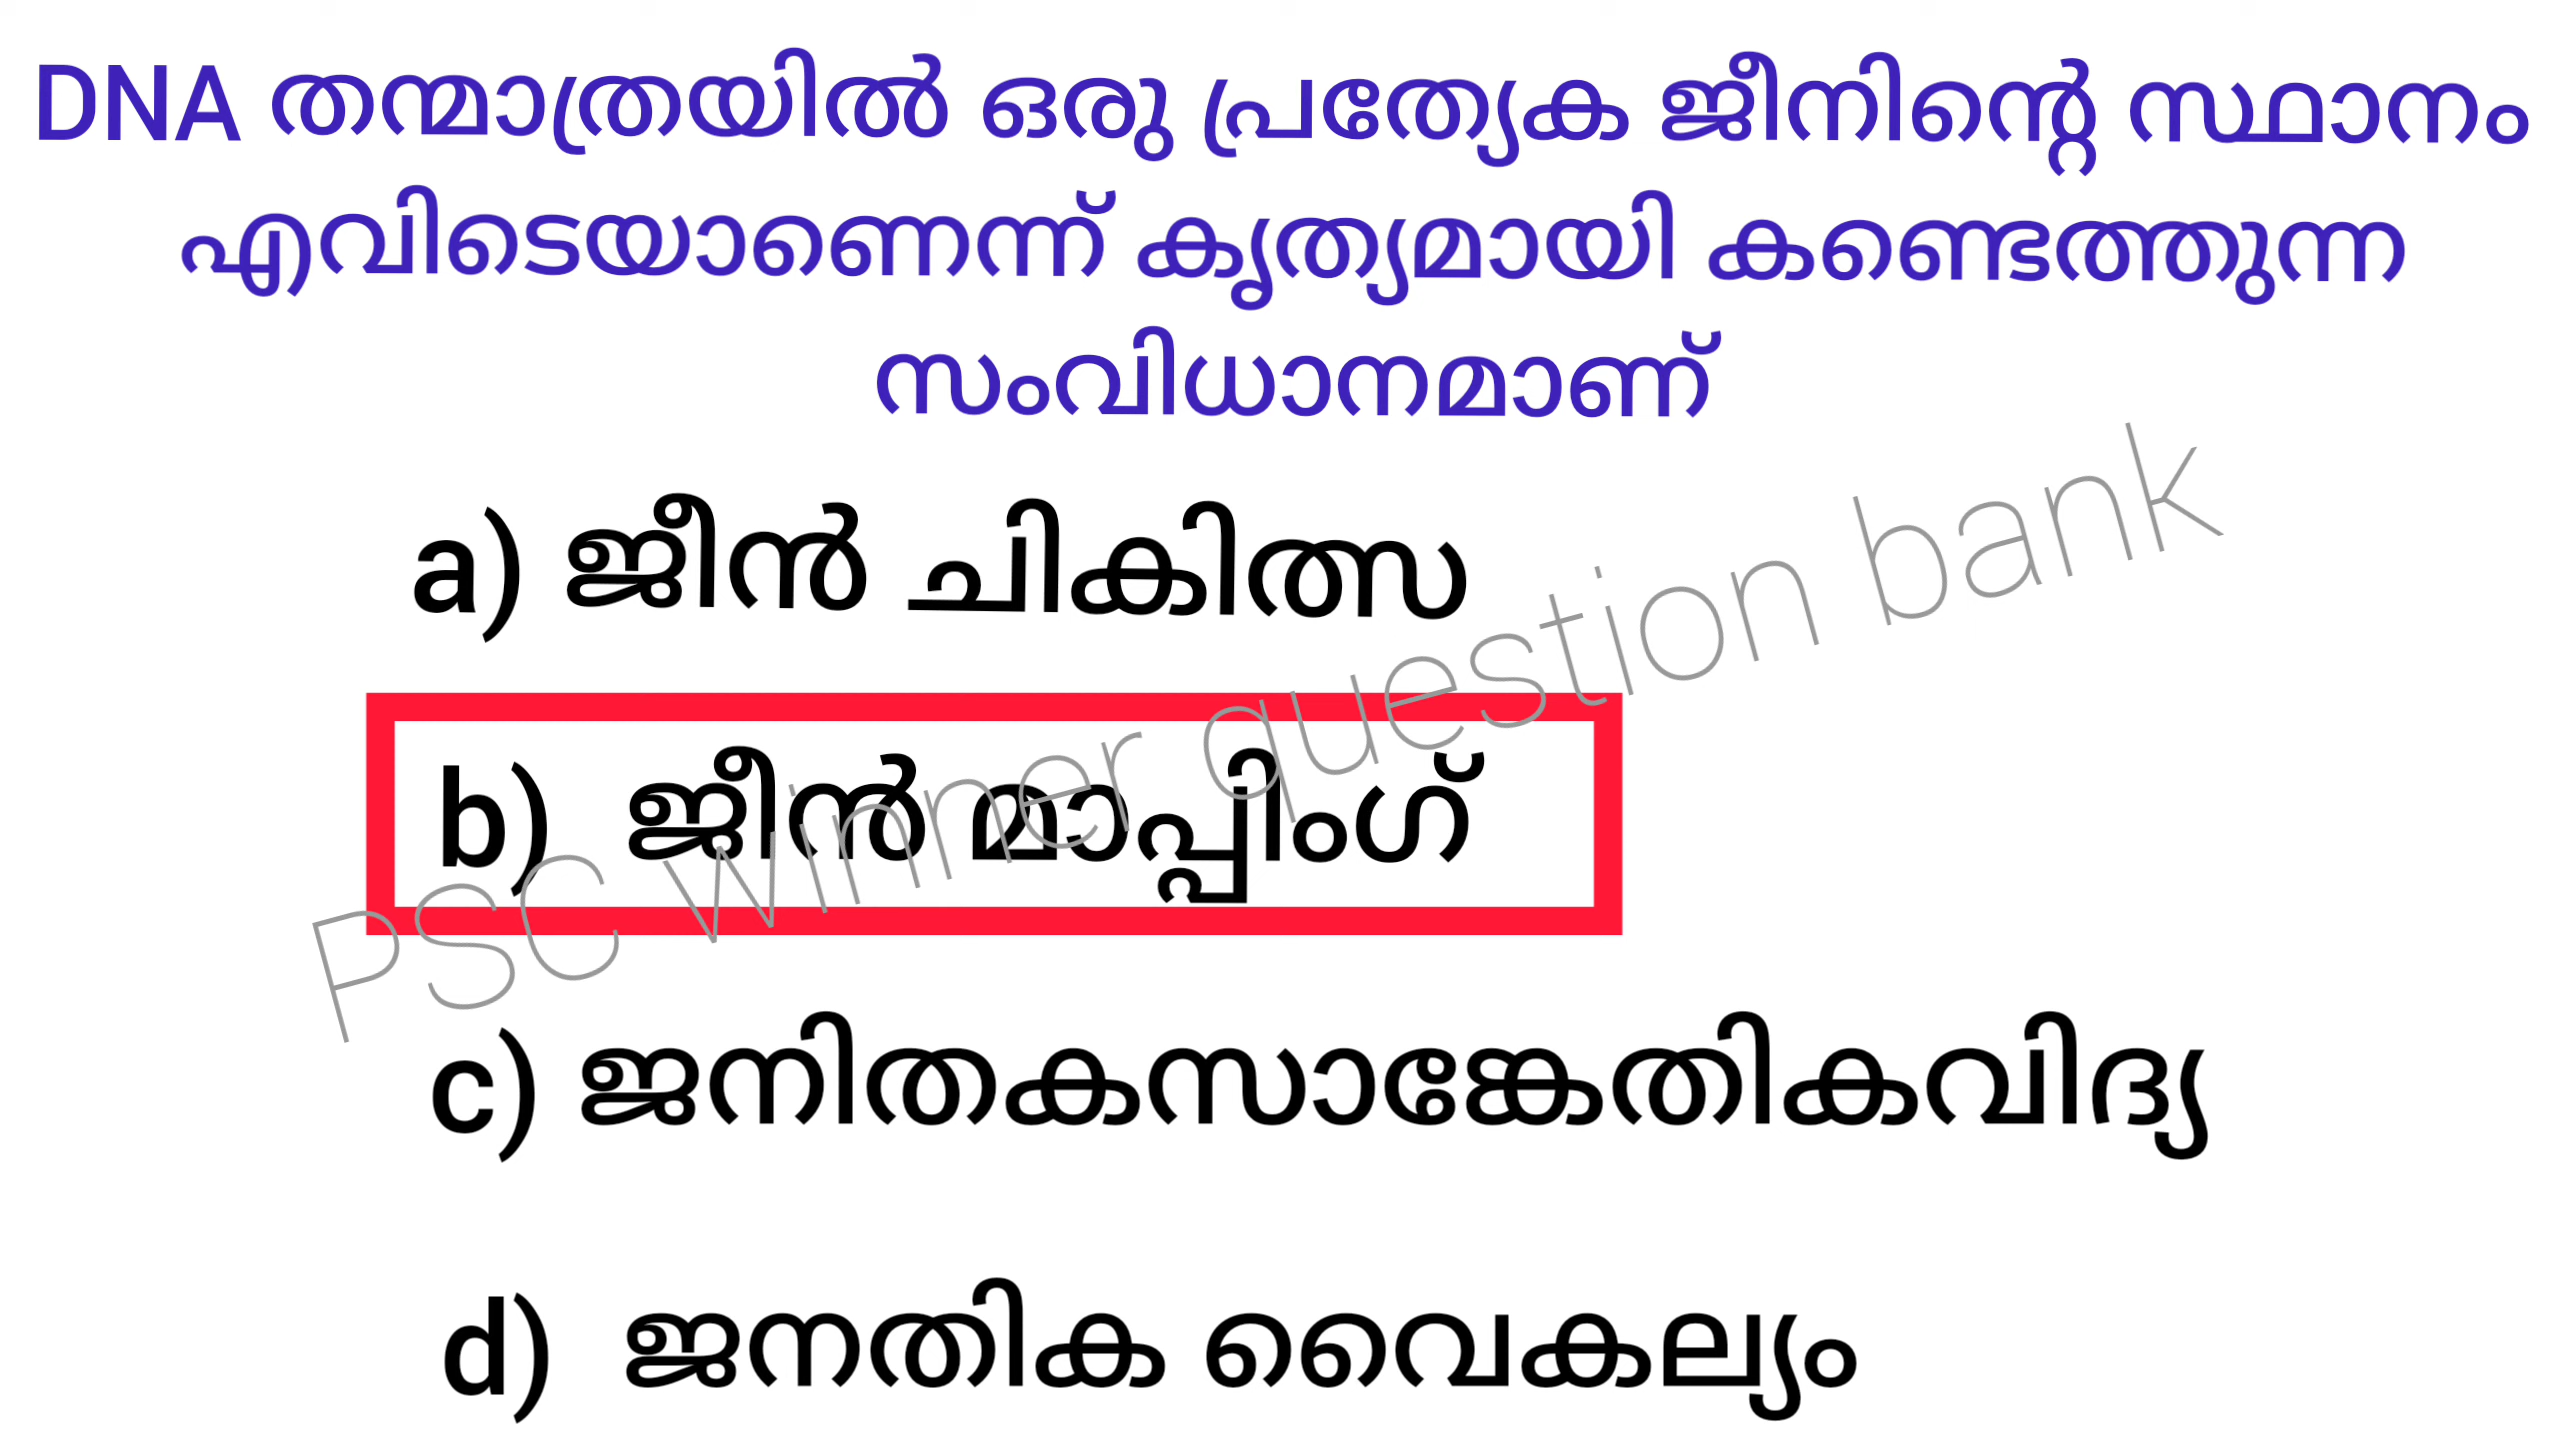 DNA തന്മാത്രയിൽ ഒരു പ്രത്യേക ജീനിന്റെ സ്ഥാനം
എവിടെയാണെന്ന് കൃത്യമായി കണ്ടെത്തുന്ന
സംവിധാനമാണ്
a) ജീൻ ചികിത്സ
b) ജീൻ മാപ്പിംഗ്
c) ജനിതകസാങ്കേതികവിദ്യ
d) ജനതിക വൈകല്യം
PSC winner question bank